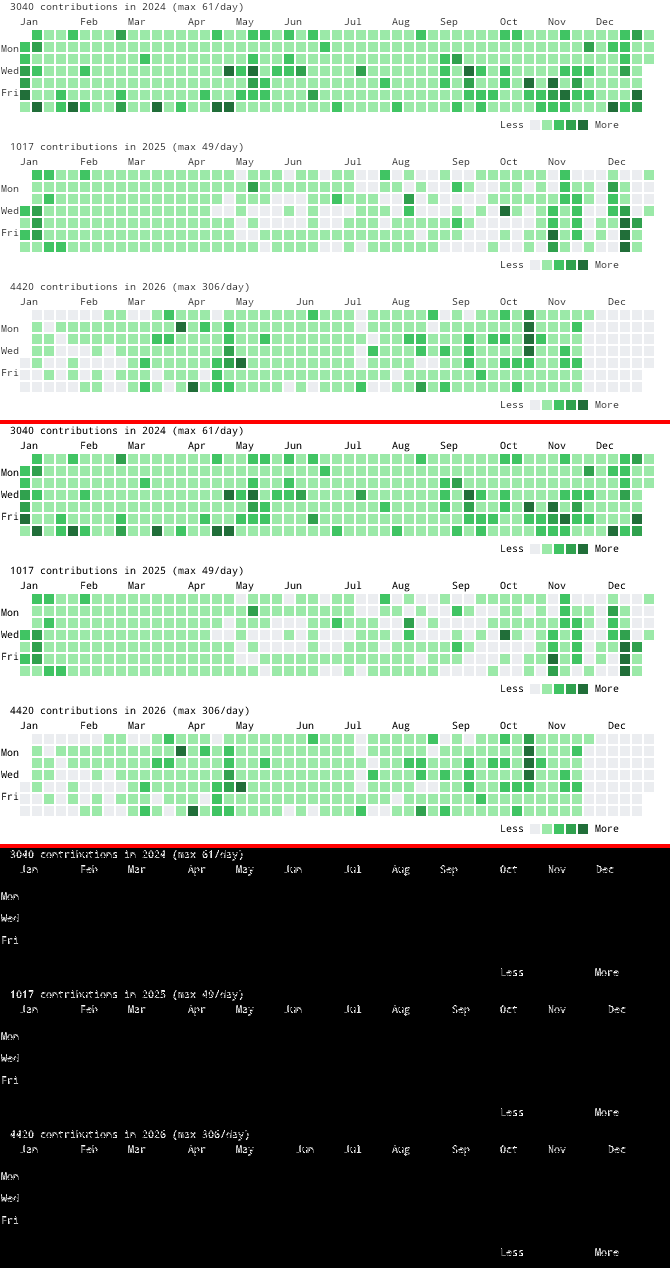 3040 contributions in 2024 (max 61/day)
Jan Feb Mar Apr May Jun Jul Aug Sep Oct Nov Dec
Mon
Wed
Fri
Less More
1017 contributions in 2025 (max 49/day)
Jan Feb Mar Apr May Jun Jul Aug Sep Oct Nov Dec
Mon
Wed
Fri
Less More
4420 contributions in 2026 (max 306/day)
Jan Feb Mar Apr May Jun Jul Aug Sep Oct Nov Dec
Mon
Wed
Fri
Less More
3040 contributions in 2024 (max 61/day)
Jan Feb Mar Apr May Jun Jul Aug Sep Oct Nov Dec
Mon
Wed
Fri
Less More
1017 contributions in 2025 (max 49/day)
Jan Feb Mar Apr May Jun Jul Aug Sep Oct Nov Dec
Mon
Wed
Fri
Less More
4420 contributions in 2026 (max 306/day)
Jan Feb Mar Apr May Jun Jul Aug Sep Oct Nov Dec
Mon
Wed
Fri
Less More
3040 contributions in 2024 (max 61/day)
Jan Feb Mar Apr May Jun Jul Aug Sep Oct Nov Dec
Mon
Wed
Fri
Less More
1017 contributions in 2025 (max 49/day)
Jan Feb Mar Apr May Jun Jul Aug Sep Oct Nov Dec
Mon
Wed
Fri
Less More
4420 contributions in 2026 (max 306/day)
Jan Feb Mar Apr May Jun Jul Aug Sep Oct Nov Dec
Mon
Wed
Fri
Less More